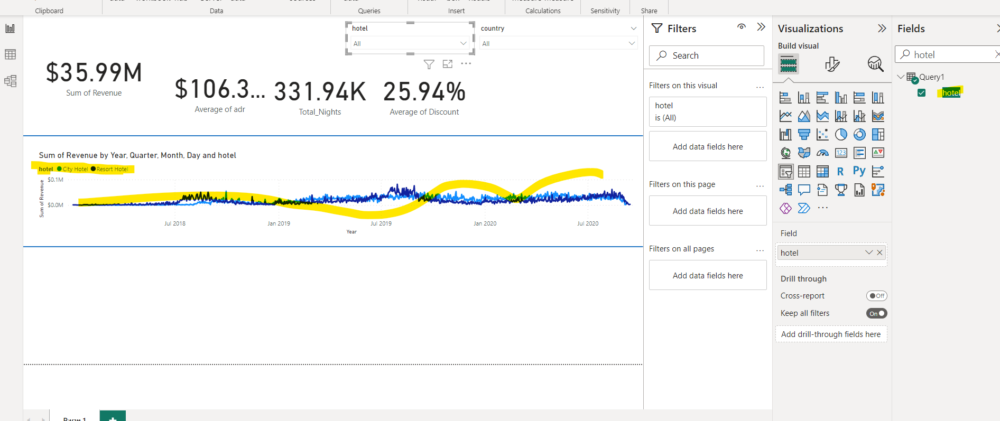 Clipboard
Data
Queries
Insert
Calculations
Sensitivity
Share
hotel
All
country
All
$35.99M
Sum of Revenue
$106.3...
Average of adr
331.94K
Total_Nights
25.94%
Average of Discount
Sum of Revenue by Year, Quarter, Month, Day and hotel
hotel City Hotel Resort Hotel
Sum of Revenue
$0.1M
$0.0M
Jul 2018
Jan 2019
Jul 2019
Jan 2020
Jul 2020
Year
Page 1
Filters
Search
Filters on this visual ...
hotel
is (All)
Add data fields here
Filters on this page ...
Add data fields here
Filters on all pages ...
Add data fields here
Visualizations
Build visual
123
R
Py
...
Field
hotel
Drill through
Cross-report Off
Keep all filters On
Add drill-through fields here
Fields
hotel
Query1
hotel